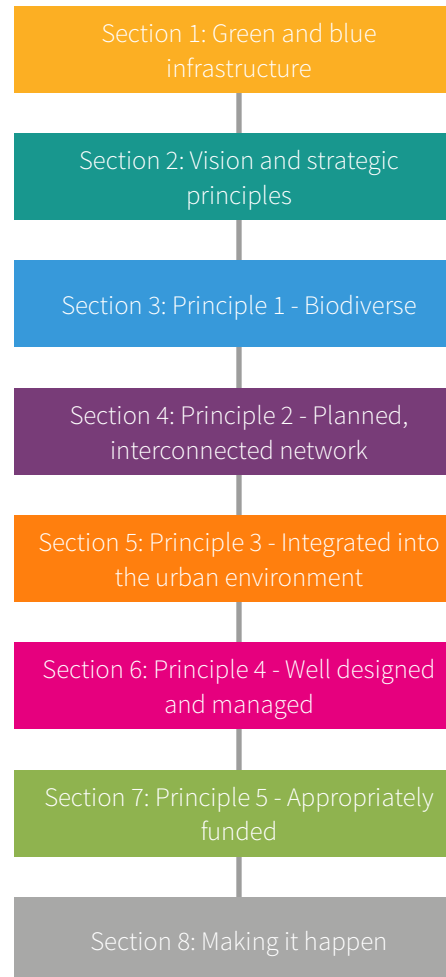 Section 1: Green and blue
infrastructure
Section 2: Vision and strategic
principles
Section 3: Principle 1 - Biodiverse
Section 4: Principle 2 - Planned,
interconnected network
Section 5: Principle 3 - Integrated into
the urban environment
Section 6: Principle 4 - Well designed
and managed
Section 7: Principle 5 - Appropriately
funded
Section 8: Making it happen